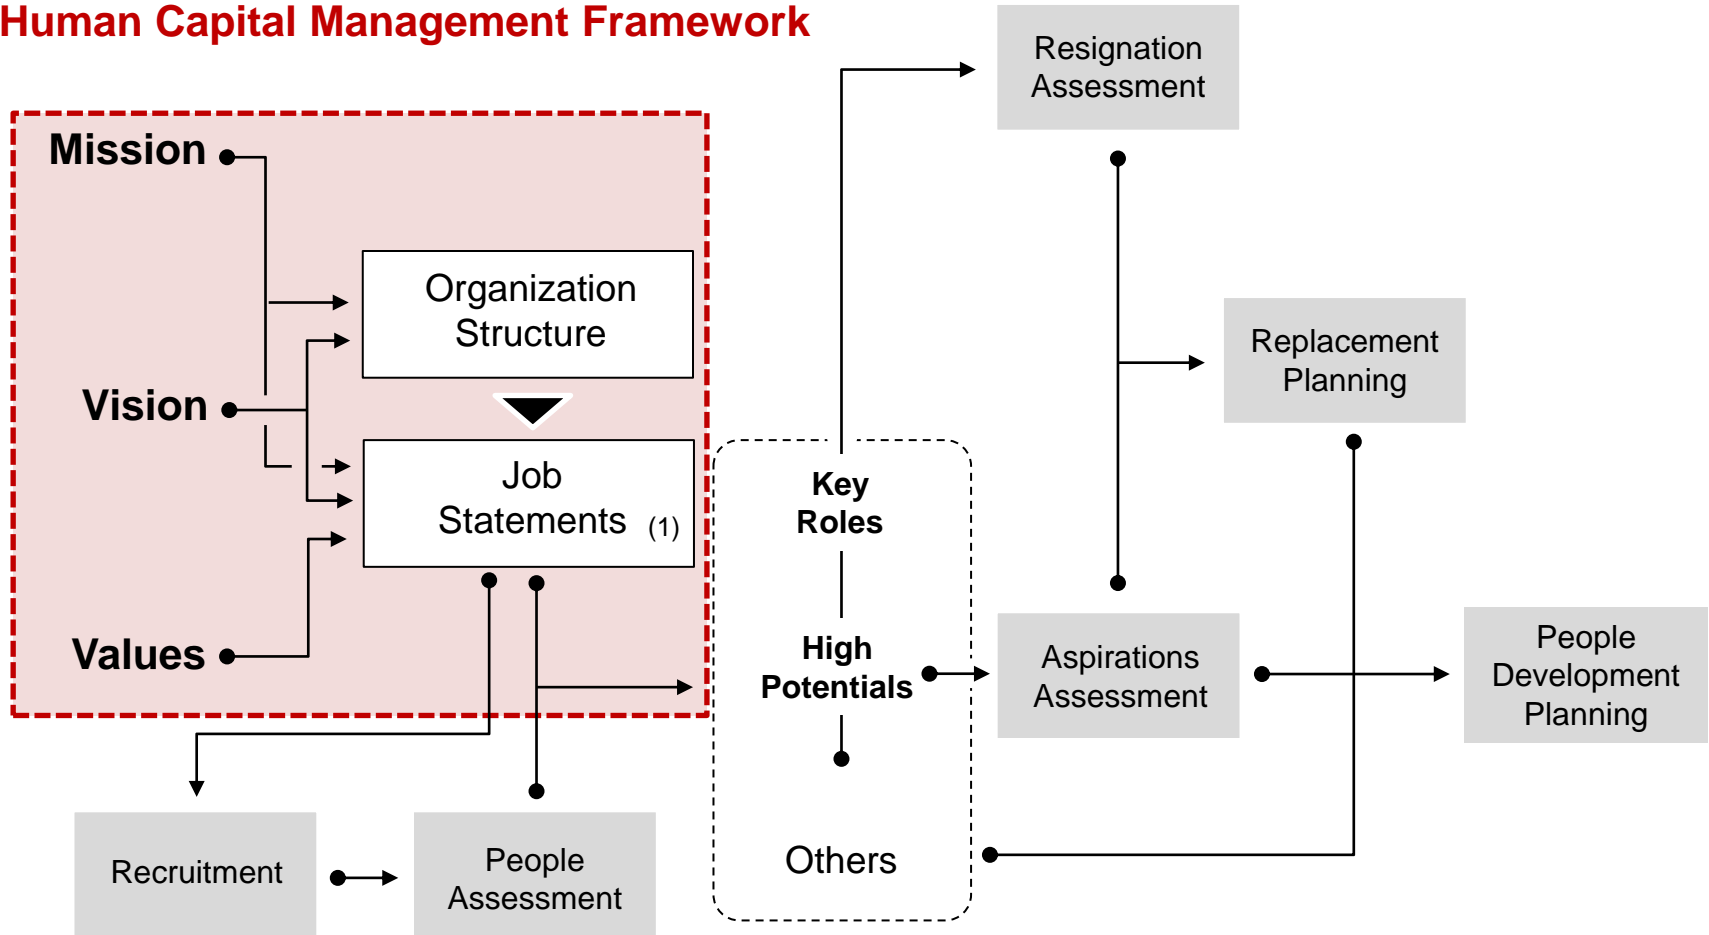 Human Capital Management Framework
Resignation
Assessment
Mission
Organization
Structure
Replacement
Planning
Vision
Job
Statements (1)
Key
Roles
Values
High
Potentials
Aspirations
Assessment
People
Development
Planning
Recruitment
People
Assessment
Others